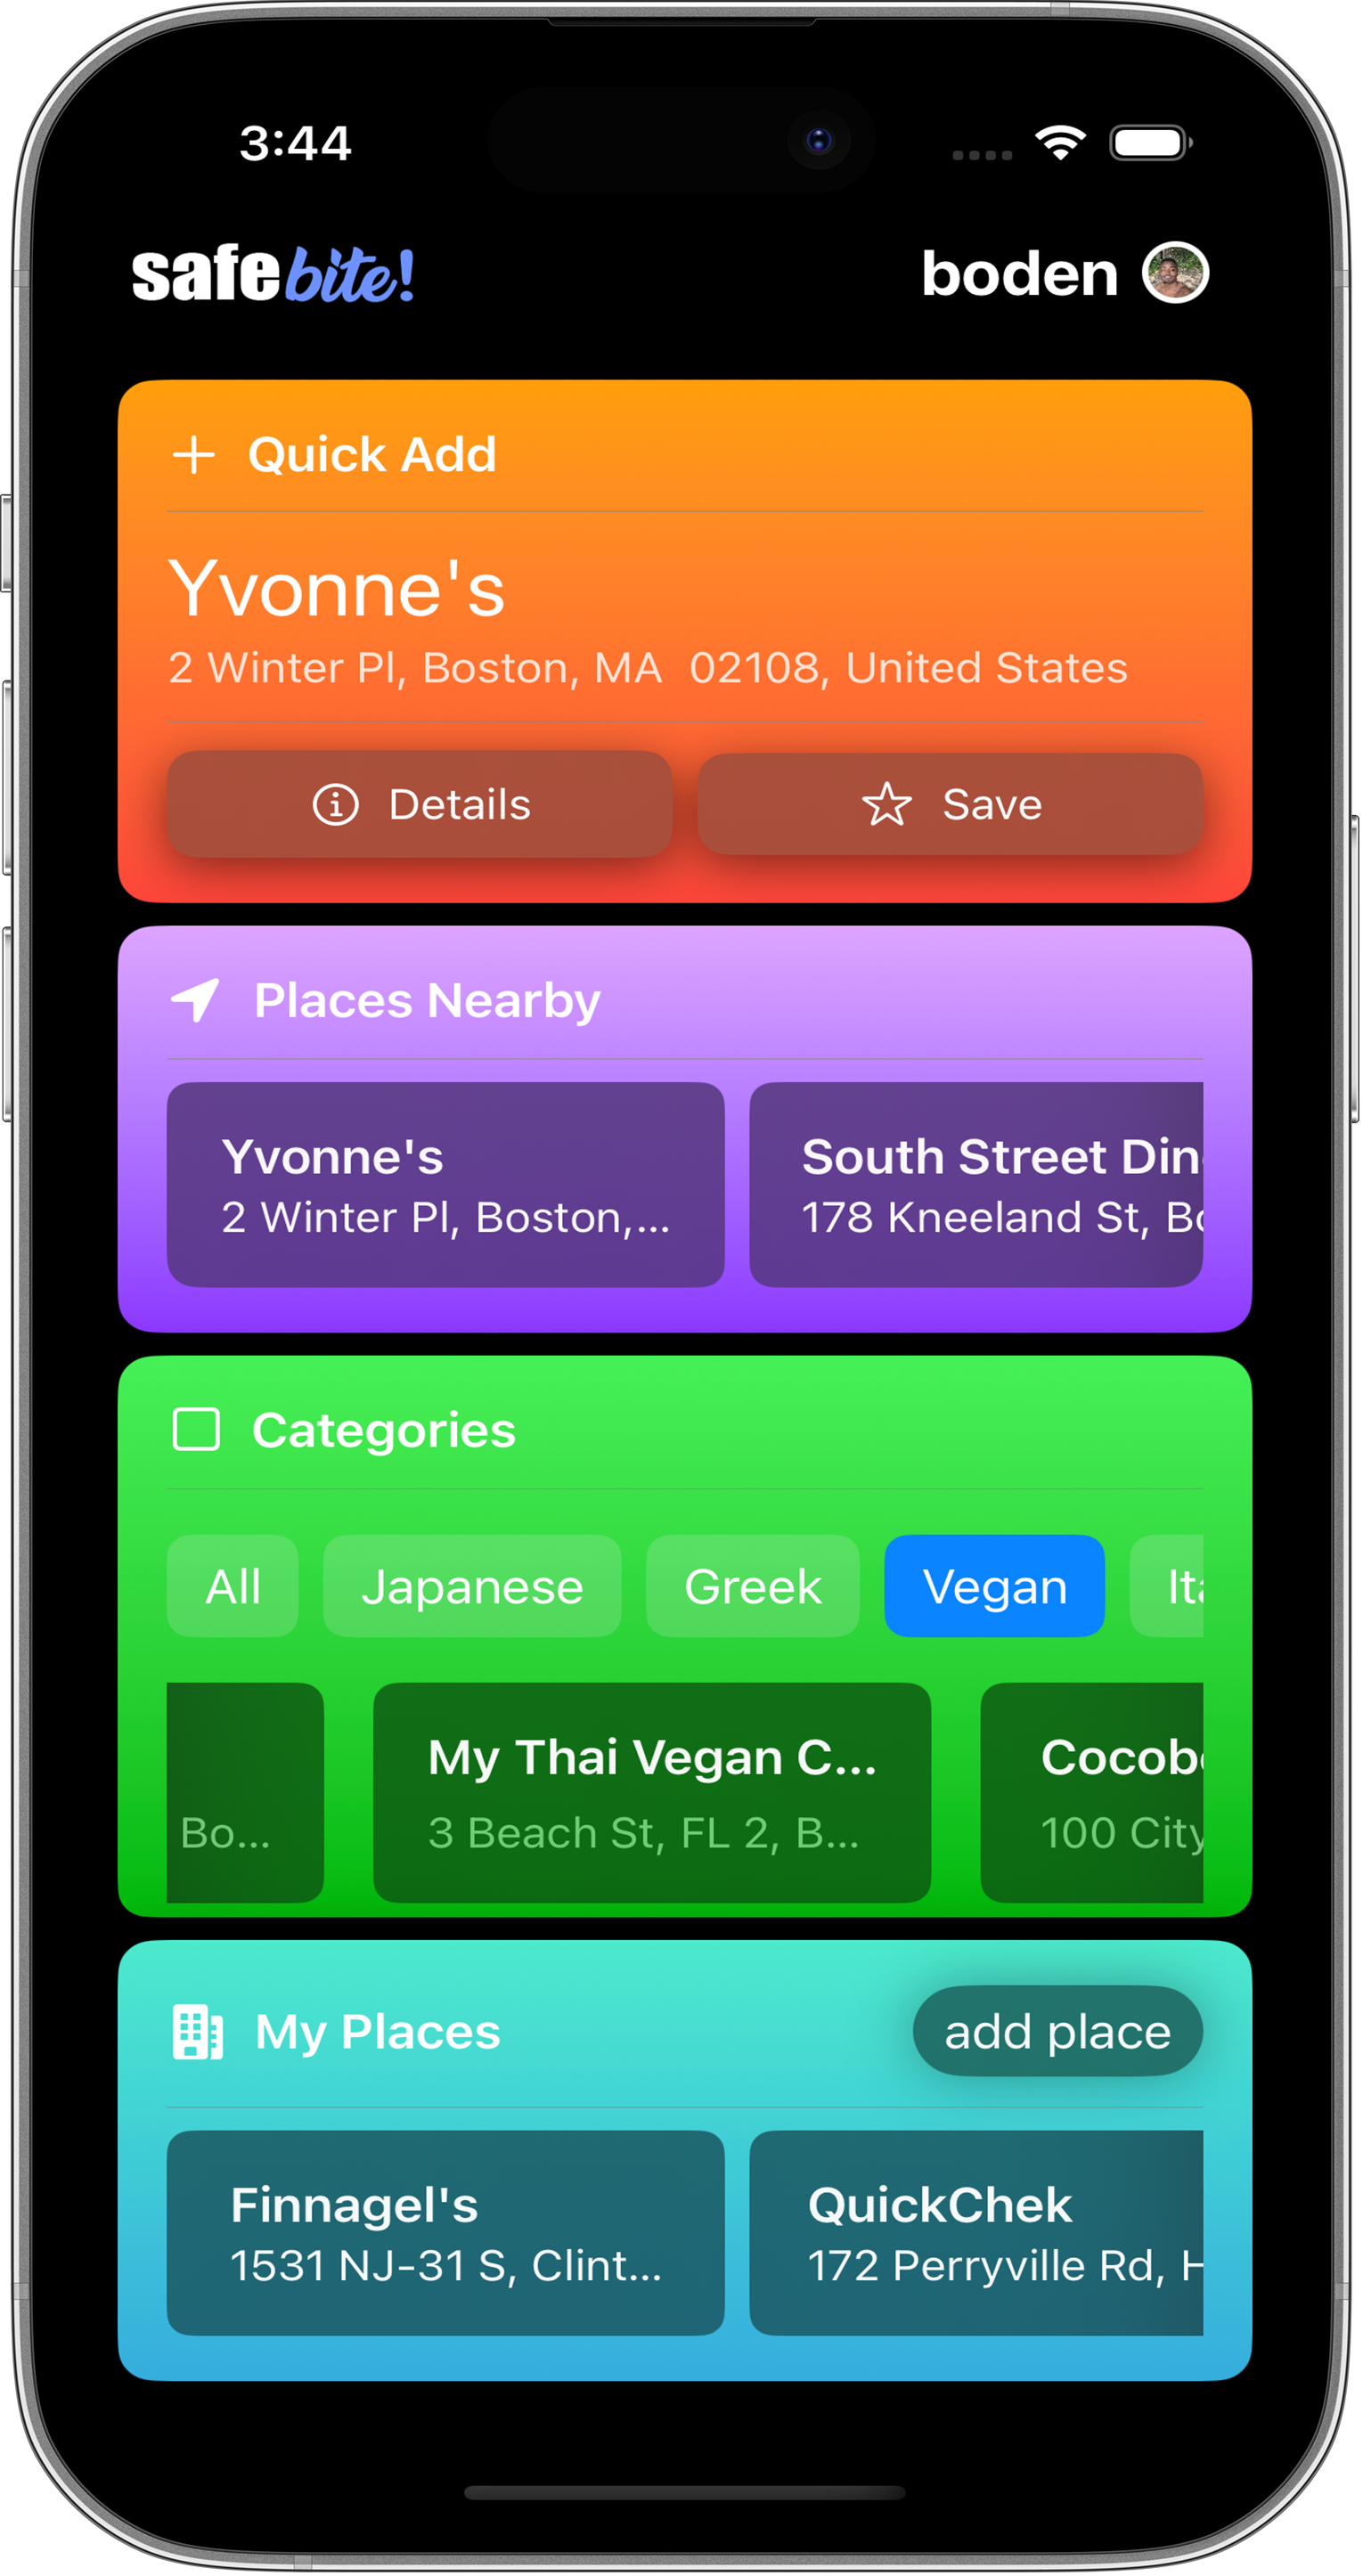 3:44
safebite!
boden
Quick Add
Yvonne's
2 Winter Pl, Boston, MA  02108, United States
Details
Save
Places Nearby
Yvonne's
South Street Din
2 Winter Pl, Boston,...
178 Kneeland St, Bo
Categories
All
Japanese
Greek
Vegan
Ita
My Thai Vegan C...
Cocob
Bo...
3 Beach St, FL 2, B...
100 City
My Places
add place
Finnagel's
QuickChek
1531 NJ-31 S, Clint...
172 Perryville Rd, H